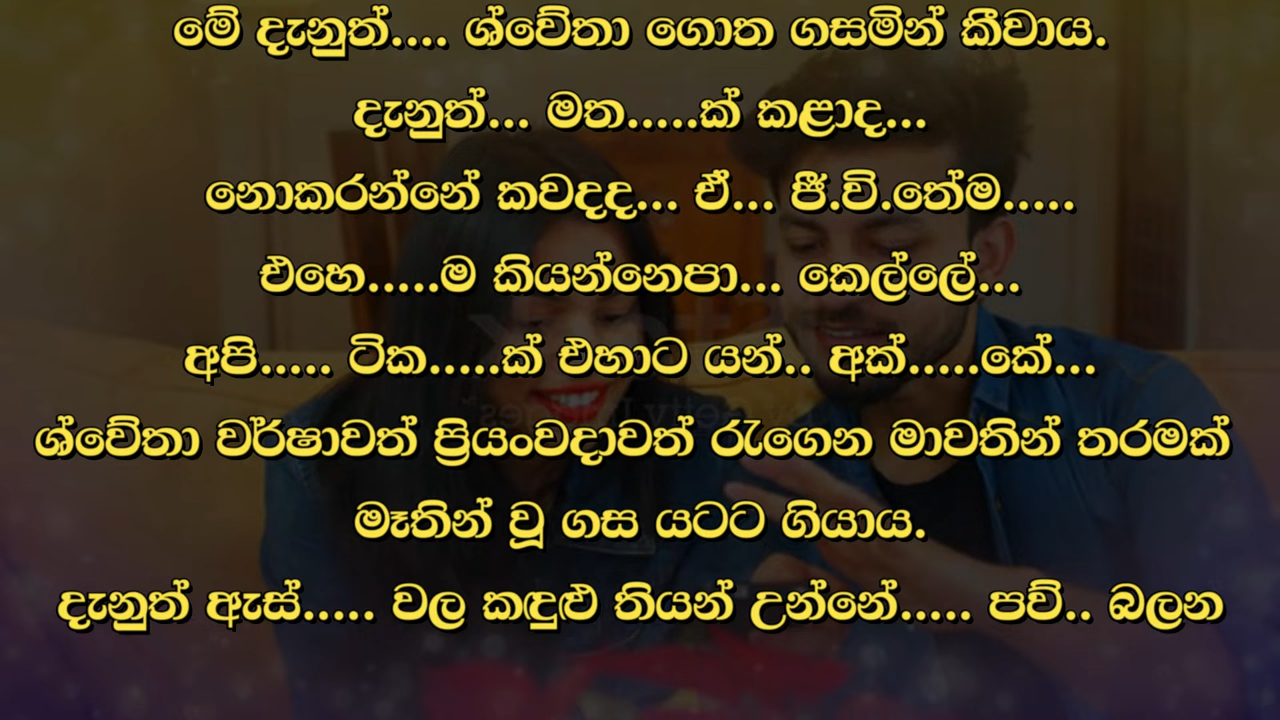 මේ දැනුත්.... ශ්වේතා ගොත ගසමින් කීවාය.
දැනුත්... මත.....ක් කළාද...
නොකරන්නේ කවදද... ඒ... ජී.වි.තේම.....
එහෙ.....ම කියන්නෙපා... කෙල්ලේ...
අපි..... ටික.....ක් එහාට යන්.. අක්.....කේ...
ශ්වේතා වර්ෂාවත් ප්‍රියංවදාවත් රැගෙන මාවතින් තරමක්
මෑතින් වූ ගස යටට ගියාය.
දැනුත් ඇස්..... වල කඳුළු තියන් උන්නේ..... පව්.. බලන